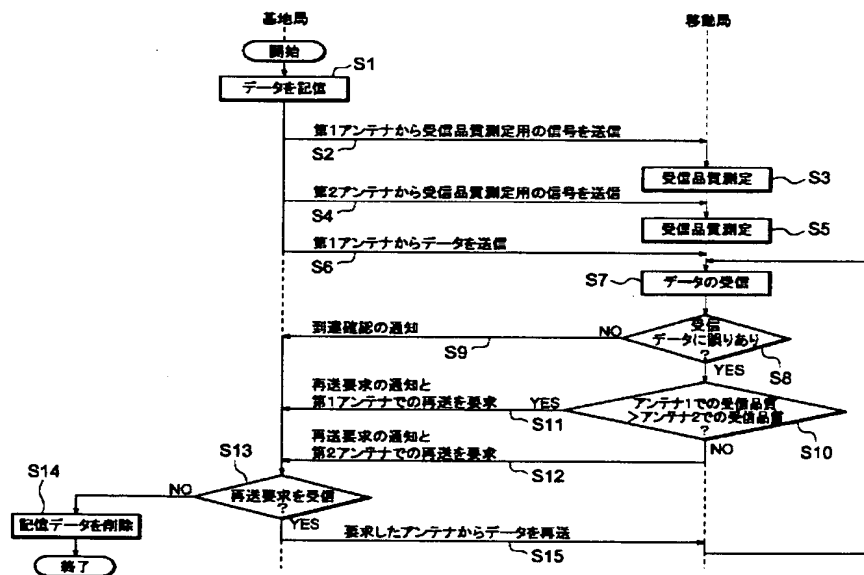 基地局
移動局
開始
S1
データを記憶
第1アンテナから受信品質測定用の信号を送信
S2
受信品質測定
S3
第2アンテナから受信品質測定用の信号を送信
S4
受信品質測定
S5
第1アンテナからデータを送信
S6
S7
データの受信
到達確認の通知
S9
NO
受信
データに誤りあり
?
S8
YES
再送要求の通知と
第1アンテナでの再送を要求
S11
YES
アンテナ1での受信品質
>アンテナ2での受信品質
?
S10
再送要求の通知と
第2アンテナでの再送を要求
S12
NO
S13
S14
NO
再送要求を受信
?
YES
記憶データを削除
要求したアンテナからデータを再送
S15
終了